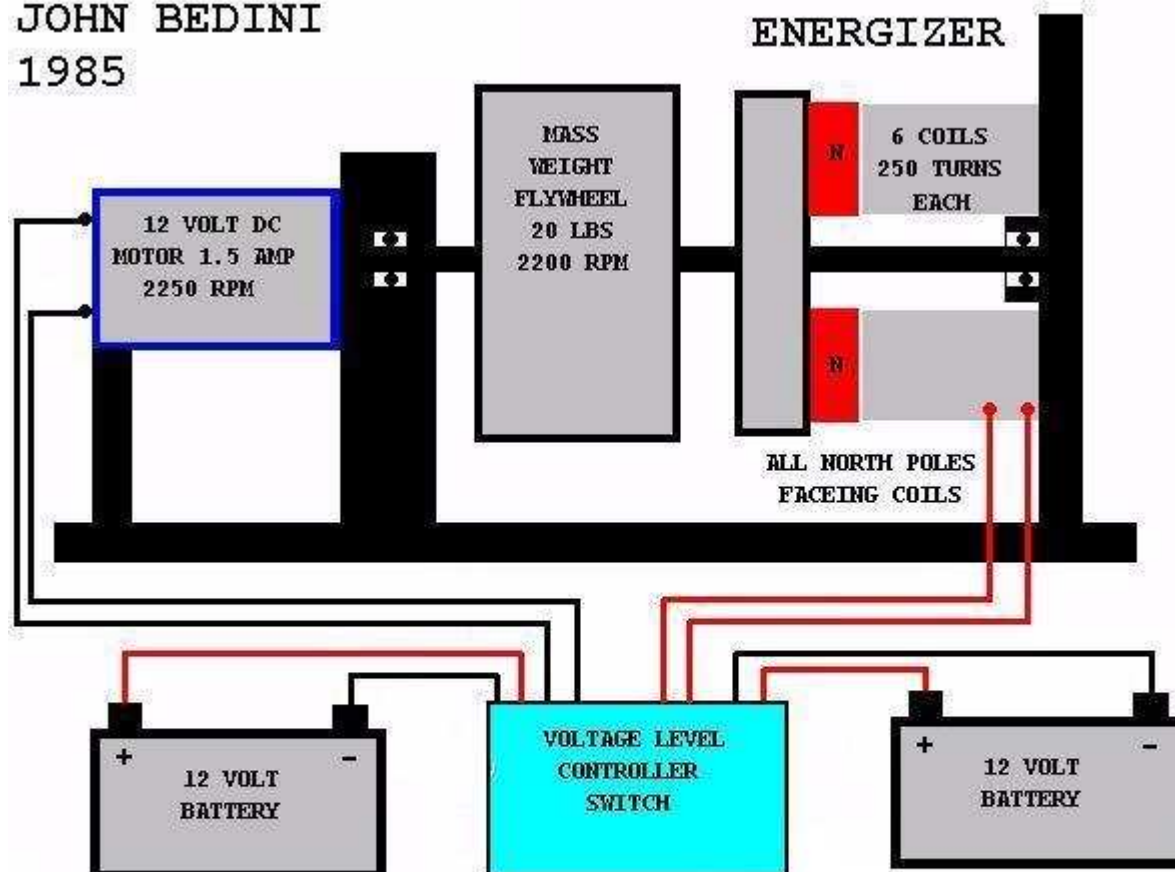 JOHN BEDINI
1985
ENERGIZER
MASS
WEIGHT
FLYWHEEL
20 LBS
2200 RPM
N
6 COILS
250 TURNS
EACH
12 VOLT DC
MOTOR 1.5 AMP
2250 RPM
N
ALL NORTH POLES
FACEING COILS
+
-
12 VOLT
BATTERY
VOLTAGE LEVEL
CONTROLLER
SWITCH
+
-
12 VOLT
BATTERY